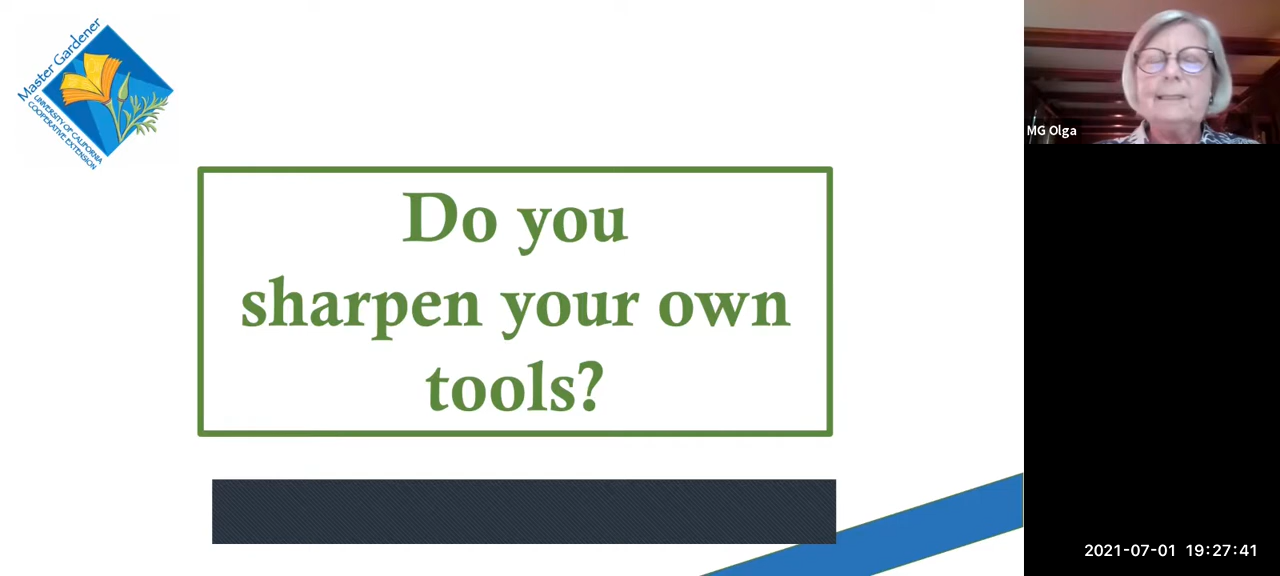 Master Gardener
UNIVERSITY OF CALIFORNIA
COOPERATIVE EXTENSION
Do you
sharpen your own
tools?
MG Olga
2021-07-01 19:27:41